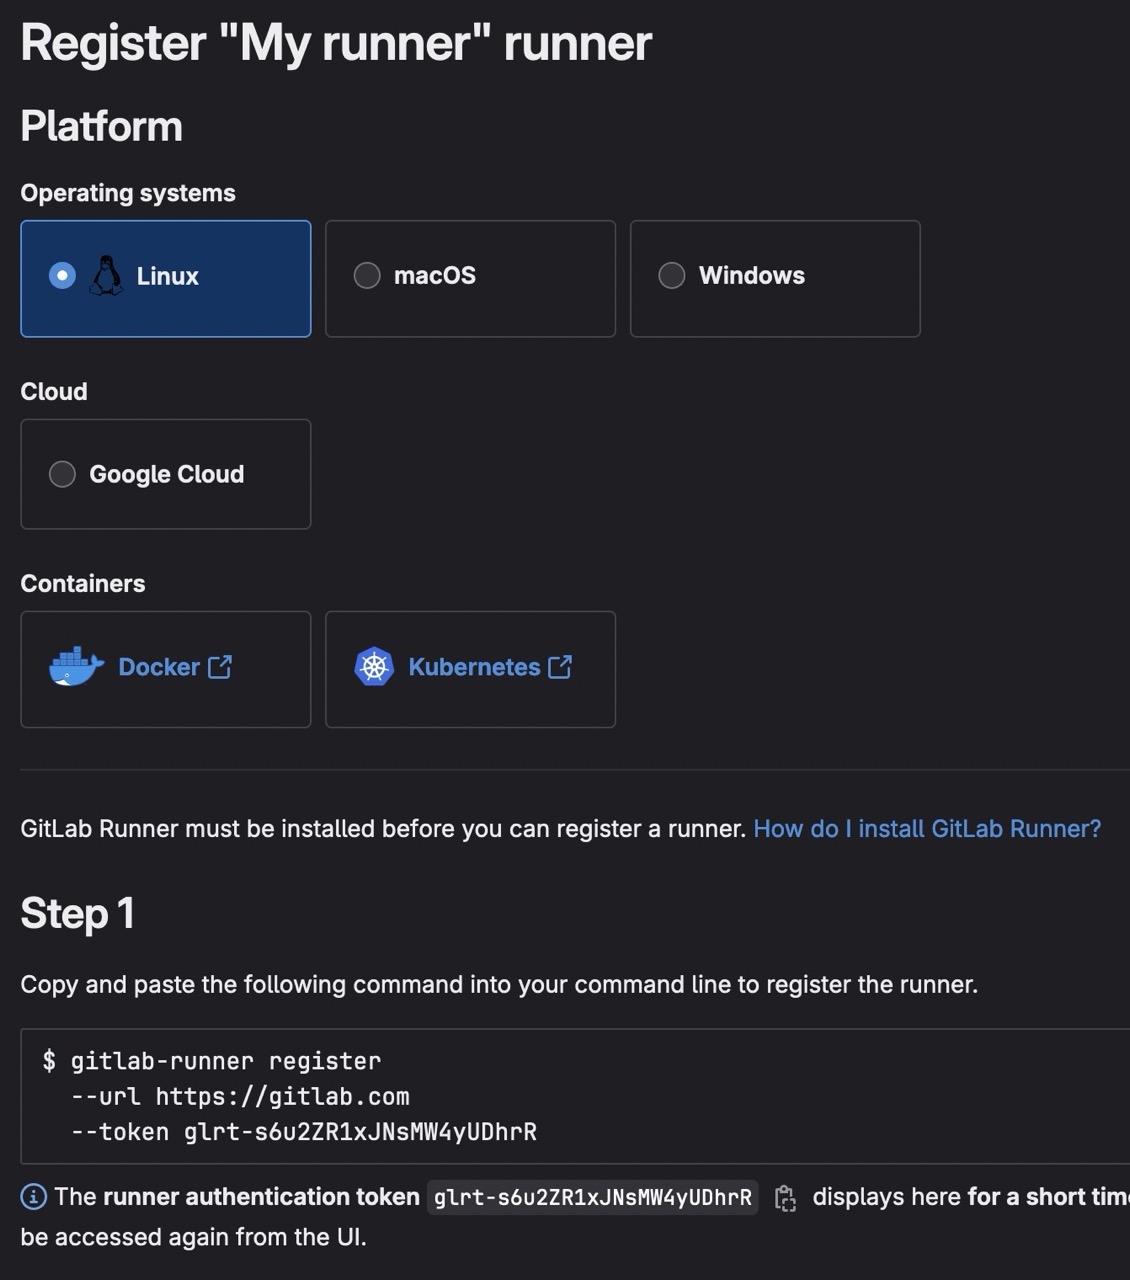 Register "My runner" runner
Platform
Operating systems
Linux
macOS
Windows
Cloud
Google Cloud
Containers
Docker
Kubernetes
GitLab Runner must be installed before you can register a runner. How do I install GitLab Runner?
Step 1
Copy and paste the following command into your command line to register the runner.
$ gitlab-runner register
--url https://gitlab.com
--token glrt-s6u2ZR1xJNsMW4yUDhrR
The runner authentication token glrt-s6u2ZR1xJNsMW4yUDhrR displays here for a short
be accessed again from the UI.